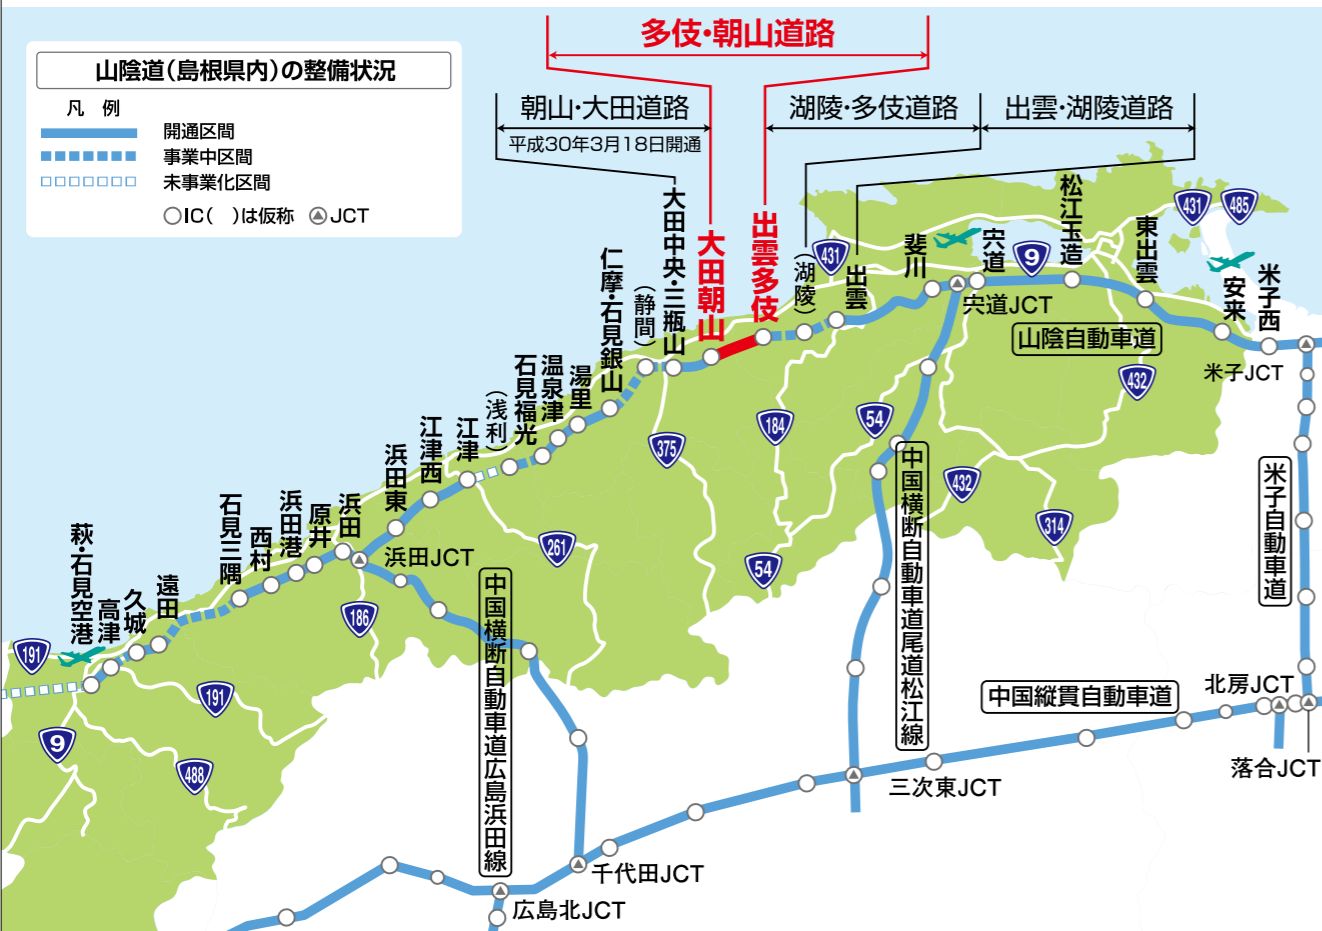 多伎・朝山道路
山陰道(島根県内)の整備状況
凡 例
開通区間
事業中区間
未事業化区間
○IC( )は仮称 JCT
朝山・大田道路
平成30年3月18日開通
湖陵・多伎道路
出雲・湖陵道路
萩・石見空港
高津
久城
遠田
石見三隅
西村
浜田港
原井
浜田
浜田JCT
浜田東
江津西
江津
(浅利)
石見福光
温泉津
湯里
仁摩・石見銀山
(静間)
大田中央・三瓶山
大田朝山
出雲多伎
(湖陵)
出雲
斐川
宍道
宍道JCT
松江玉造
東出雲
安来
米子西
米子JCT
山陰自動車道
米子自動車道
中国横断自動車道尾道松江線
中国横断自動車道広島浜田線
中国縦貫自動車道
北房JCT
落合JCT
三次東JCT
千代田JCT
広島北JCT
431
9
431
485
432
54
184
375
432
314
54
261
186
191
191
9
488